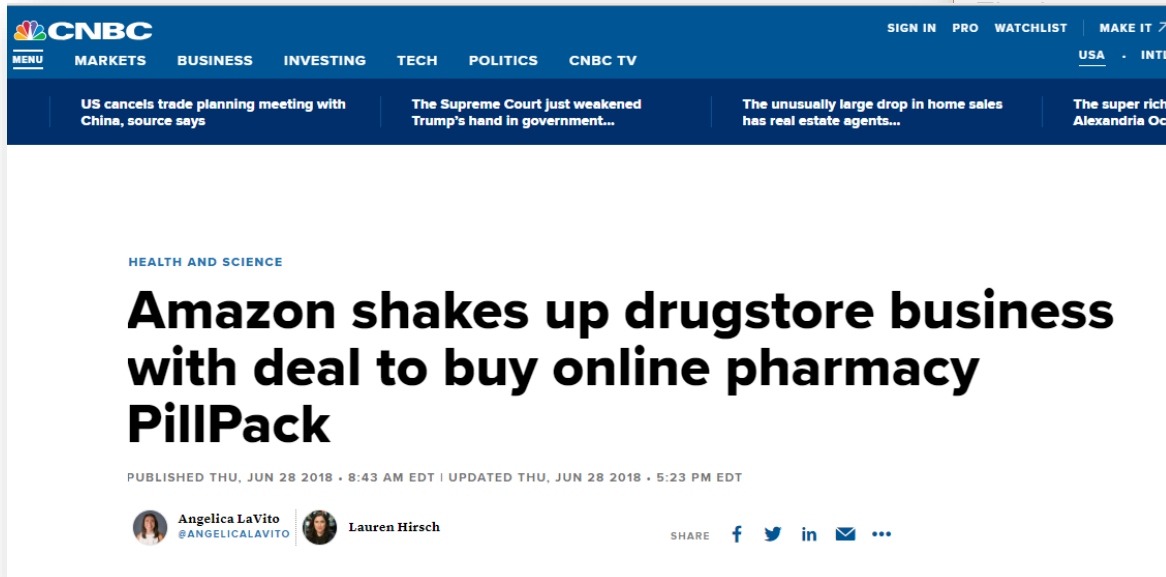 CNBC
SIGN IN PRO WATCHLIST MAKE IT
MENU MARKETS BUSINESS INVESTING TECH POLITICS CNBC TV
USA
US cancels trade planning meeting with
China, source says
The Supreme Court just weakened
Trump's hand in government...
The unusually large drop in home sales
has real estate agents...
The super rich
Alexandria
HEALTH AND SCIENCE
Amazon shakes up drugstore business
with deal to buy online pharmacy
PillPack
PUBLISHED THU, JUN 28 2018 • 8:43 AM EDT | UPDATED THU, JUN 28 2018 • 5:23 PM EDT
Angelica LaVito
@ANGELICALAVITO
Lauren Hirsch
SHARE